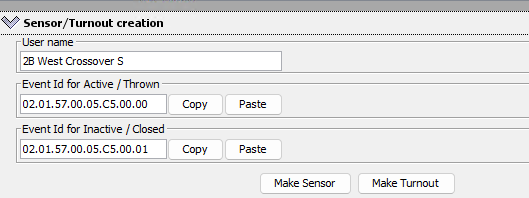 Sensor/Turnout creation
User name
2B West Crossover S
Event Id for Active / Thrown
02.01.57.00.05.C5.00.00 Copy Paste
Event Id for Inactive / Closed
02.01.57.00.05.C5.00.01 Copy Paste
Make Sensor Make Turnout